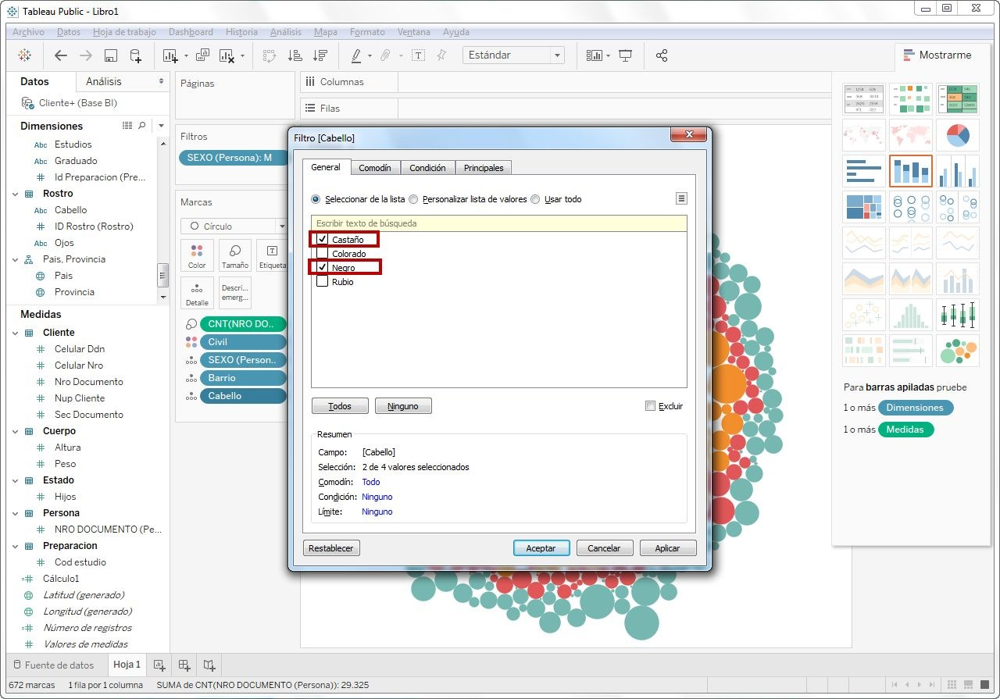 Tableau Public - Libro1
Archivo Datos Hoja de trabajo Dashboard Historia Análisis Mapa Formato Ventana Ayuda
Estándar
Mostrarme
Datos Análisis
Cliente+ (Base BI)
Dimensiones
Abc Estudios
Abc Graduado
Id Preparacion (Pre...
Rostro
Abc Cabello
ID Rostro (Rostro)
Abc Ojos
Pais, Provincia
Pais
Provincia
Medidas
Cliente
Celular Ddn
Celular Nro
Nro Documento
Nup Cliente
Sec Documento
Cuerpo
Altura
Peso
Estado
Hijos
Persona
NRO DOCUMENTO (Pe...
Preparacion
Cod estudio
Cálculo1
Latitud (generado)
Longitud (generado)
Número de registros
Valores de medidas
Páginas
Filtros
SEXO (Persona): M
Marcas
Círculo
Color Tamaño Etiqueta
Detalle
Descri...
emerg...
CNT(NRO DO..
Civil
SEXO (Person..
Barrio
Cabello
Columnas
Filas
Filtro [Cabello]
General Comodín Condición Principales
Seleccionar de la lista Personalizar lista de valores Usar todo
Escribir texto de búsqueda
Castaño
Colorado
Negro
Rubio
Todos Ninguno Excluir
Resumen
Campo: [Cabello]
Selección: 2 de 4 valores seleccionados
Comodín: Todo
Condición: Ninguno
Límite: Ninguno
Restablecer Aceptar Cancelar Aplicar
Para barras apiladas pruebe
1 o más Dimensiones
1 o más Medidas
Fuente de datos Hoja 1
672 marcas 1 fila por 1 columna SUMA de CNT(NRO DOCUMENTO (Persona)): 29.325